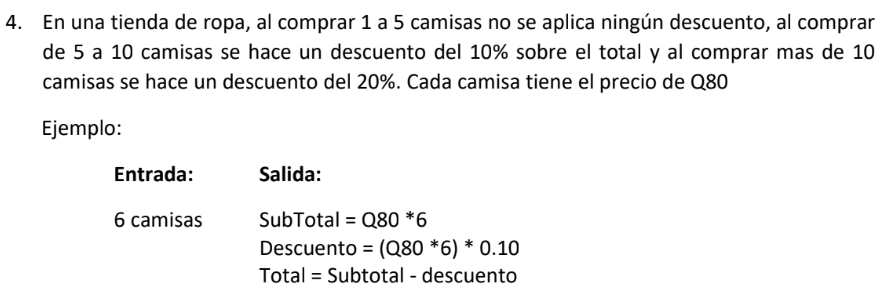 4. En una tienda de ropa, al comprar 1 a 5 camisas no se aplica ningún descuento, al comprar
de 5 a 10 camisas se hace un descuento del 10% sobre el total y al comprar mas de 10
camisas se hace un descuento del 20%. Cada camisa tiene el precio de Q80
Ejemplo:
Entrada: Salida:
6 camisas SubTotal = Q80 *6
Descuento = (Q80 *6) * 0.10
Total = Subtotal - descuento